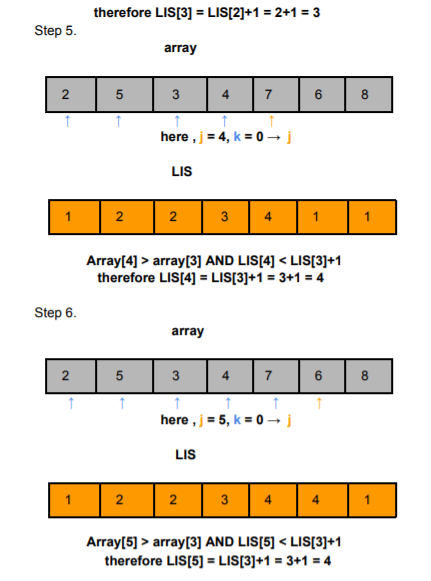 therefore LIS[3] = LIS[2]+1 = 2+1 = 3
Step 5.
array
2 5 3 4 7 6 8
here , j = 4, k = 0 → j
LIS
1 2 2 3 4 1 1
Array[4] > array[3] AND LIS[4] < LIS[3]+1
therefore LIS[4] = LIS[3]+1 = 3+1 = 4
Step 6.
array
2 5 3 4 7 6 8
here , j = 5, k = 0 → j
LIS
1 2 2 3 4 4 1
Array[5] > array[3] AND LIS[5] < LIS[3]+1
therefore LIS[5] = LIS[3]+1 = 3+1 = 4